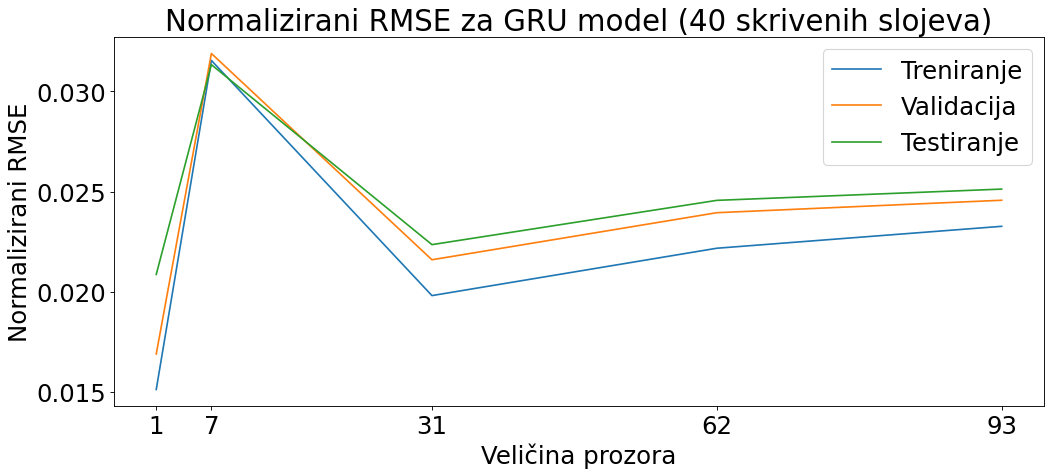 Normalizirani RMSE za GRU model (40 skrivenih slojeva)
Treniranje
Validacija
Testiranje
Normalizirani RMSE
0.030
0.025
0.020
0.015
1 7 31 62 93
Veličina prozora